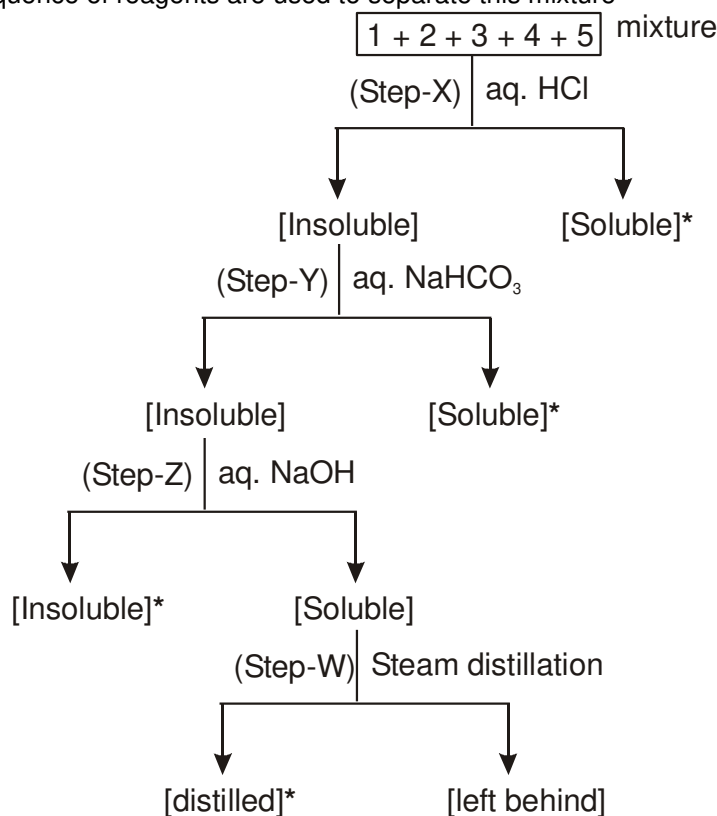 quence of reagents are used to separate this mixture
1 + 2 + 3 + 4 + 5 mixture
(Step-X) aq. HCl
[Insoluble] [Soluble]*
(Step-Y) aq. NaHCO₃
[Insoluble] [Soluble]*
(Step-Z) aq. NaOH
[Insoluble]* [Soluble]
(Step-W) Steam distillation
[distilled]* [left behind]